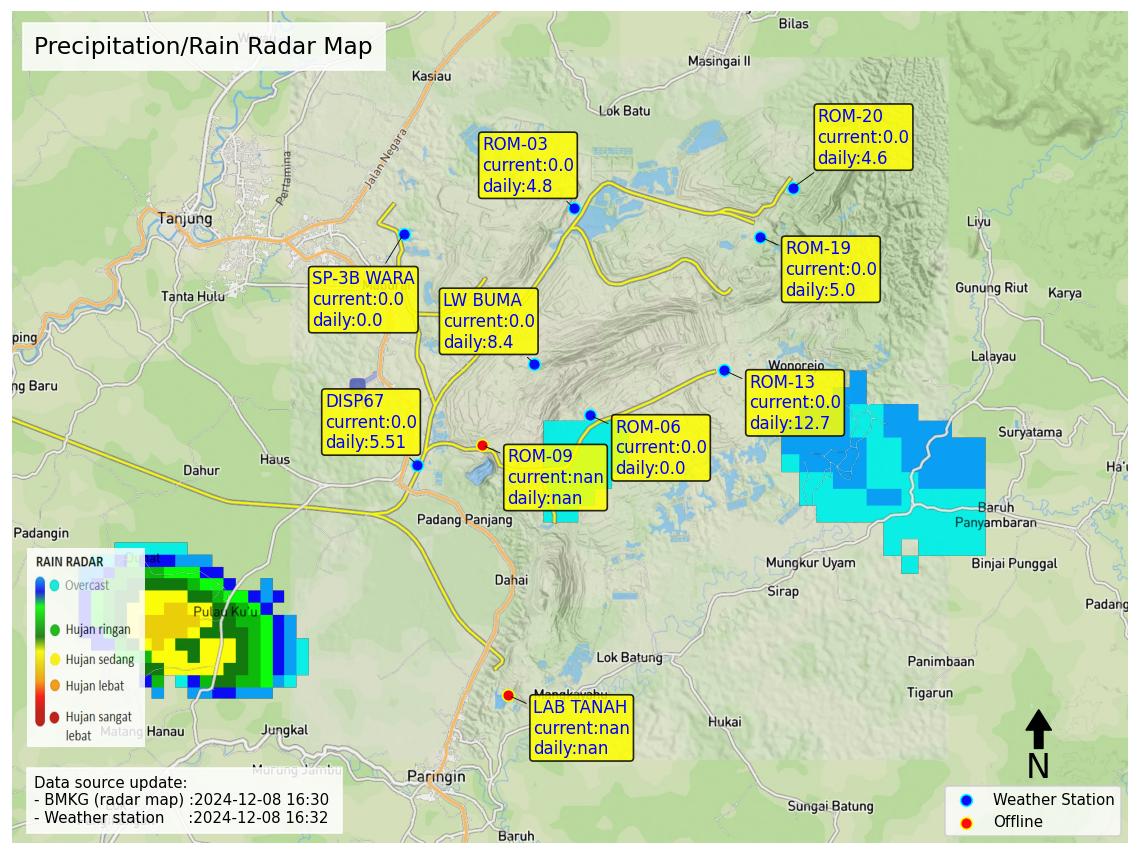 Precipitation/Rain Radar Map
Bilas
Masingai II
Kasiau
Lok Batu
Jalan Negara
Pertamina
Tanjung
Tanta Hulu
ROM-03
current:0.0
daily:4.8
ROM-20
current:0.0
daily:4.6
ROM-19
current:0.0
daily:5.0
SP-3B WARA
current:0.0
daily:0.0
LW BUMA
current:0.0
daily:8.4
Liyu
Gunung Riut
Karya
Lalayau
ping
ng Baru
Wonorejo
ROM-13
current:0.0
daily:12.7
DISP67
current:0.0
daily:5.51
ROM-06
current:0.0
daily:0.0
ROM-09
current:nan
daily:nan
Suryatama
Ha'u
Haus
Dahur
Padangin
Padang Panjang
Baruh
Panyambaran
Binjai Punggal
Mungkur Uyam
Sirap
Padang
Dahai
RAIN RADAR
Overcast
Hujan ringan
Hujan sedang
Hujan lebat
Hujan sangat
lebat
Pulau Ku'u
Lok Batung
Panimbaan
Tigarun
Mangkayahu
LAB TANAH
current:nan
daily:nan
Hukai
Matang Hanau
Jungkal
Murung Jambu
Paringin
Baruh
Sungai Batung
Data source update:
- BMKG (radar map) :2024-12-08 16:30
- Weather station :2024-12-08 16:32
N
Weather Station
Offline